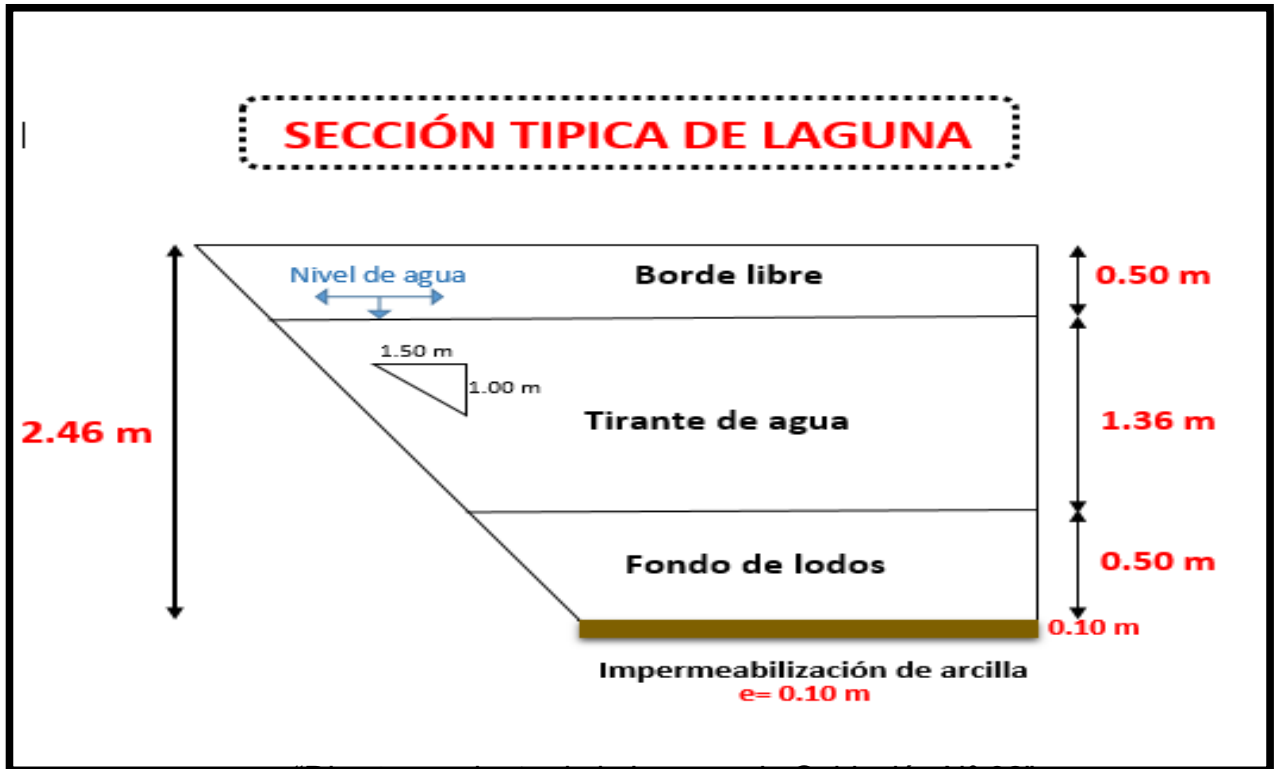 SECCIÓN TIPICA DE LAGUNA
Nivel de agua
Borde libre
0.50 m
1.50 m
1.00 m
2.46 m
Tirante de agua
1.36 m
Fondo de lodos
0.50 m
0.10 m
Impermeabilización de arcilla
e= 0.10 m